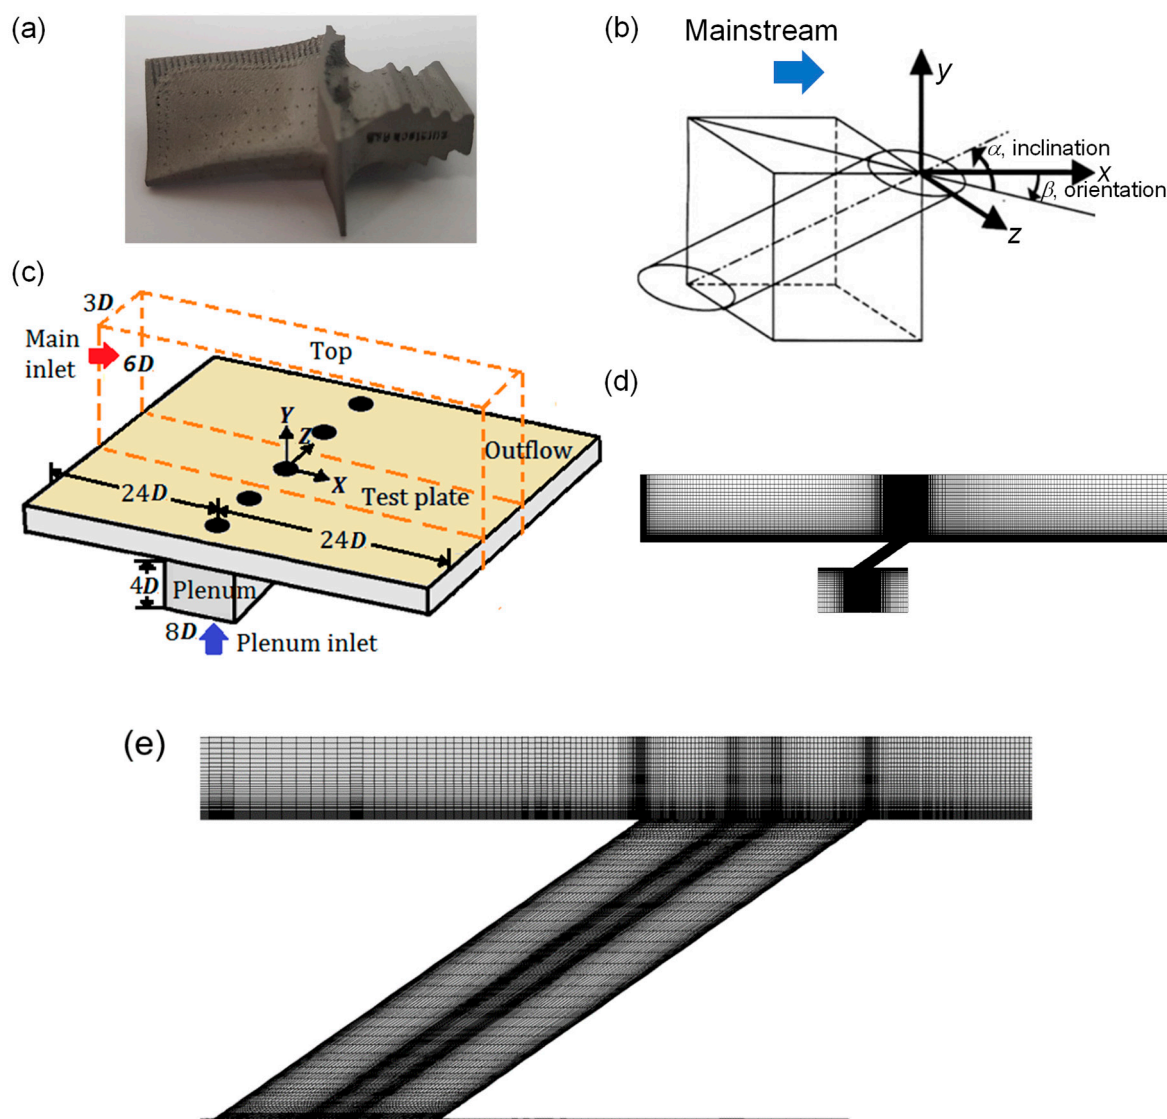 (a)
(b)
Mainstream
y
α, inclination
x
β, orientation
z
(c)
3D
Main
inlet
6D
Top
Y
Z
X
Outflow
24D
Test plate
24D
4D
Plenum
8D
Plenum inlet
(d)
(e)